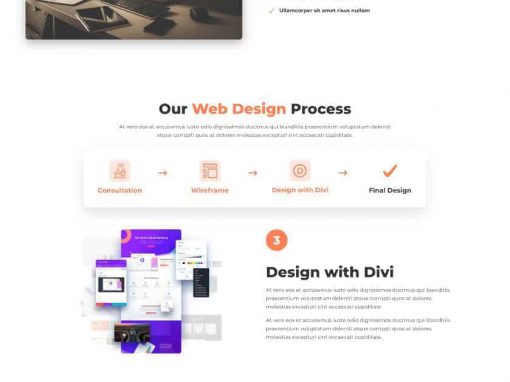 Ullamcorper sit amet risus nullam
Our Web Design Process
At vero eos et accusamus iusto odio dignissimos ducimus qui blanditiis praesentium voluptatum deleniti
atque corrupti quos at dolores molestias excepturi sint occaecati cupiditate.
Consultation
Wireframe
Design with Divi
Final Design
3
Design with Divi
At vero eos et accusamus iusto odio dignissimos ducimus qui blanditiis
praesentium voluptatum deleniti atque corrupti quos at dolores
molestias excepturi sint occaecati cupiditate.
At vero eos et accusamus iusto odio dignissimos ducimus qui blanditiis
praesentium voluptatum deleniti atque corrupti quos et dolores
molestias excepturi sint occaecati cupiditate.